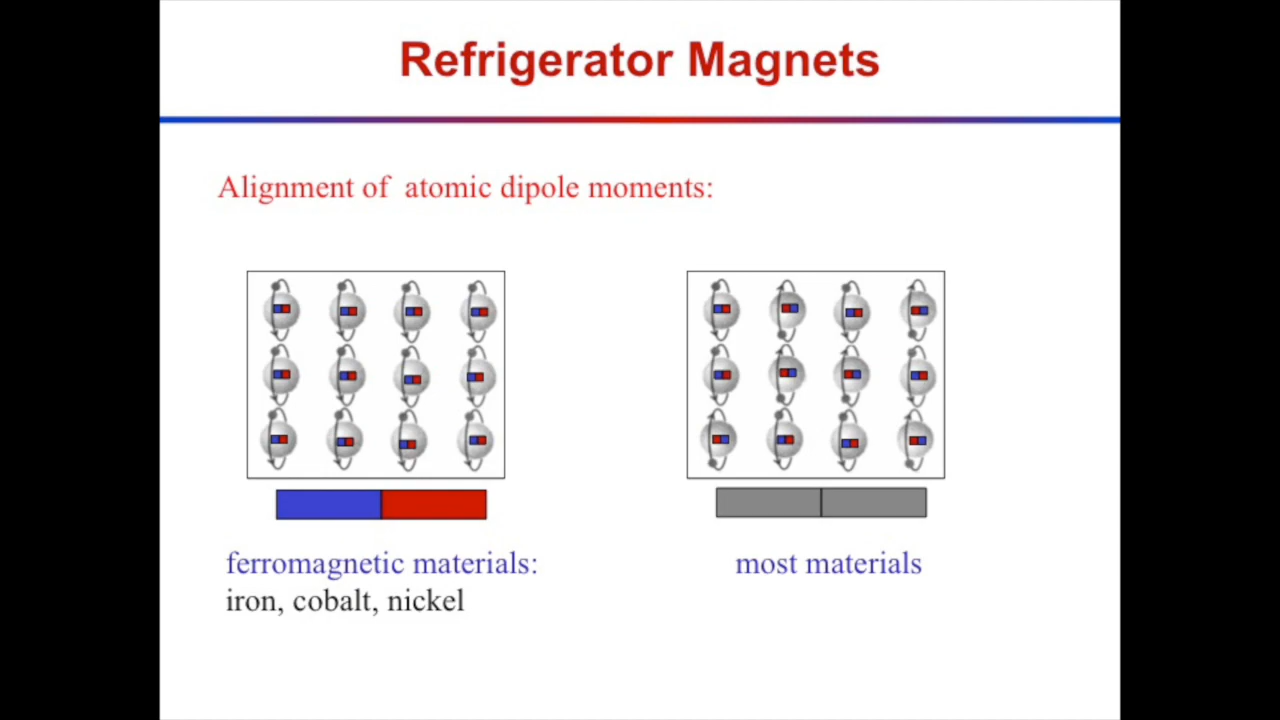 Refrigerator Magnets
Alignment of atomic dipole moments:
ferromagnetic materials:
iron, cobalt, nickel
most materials